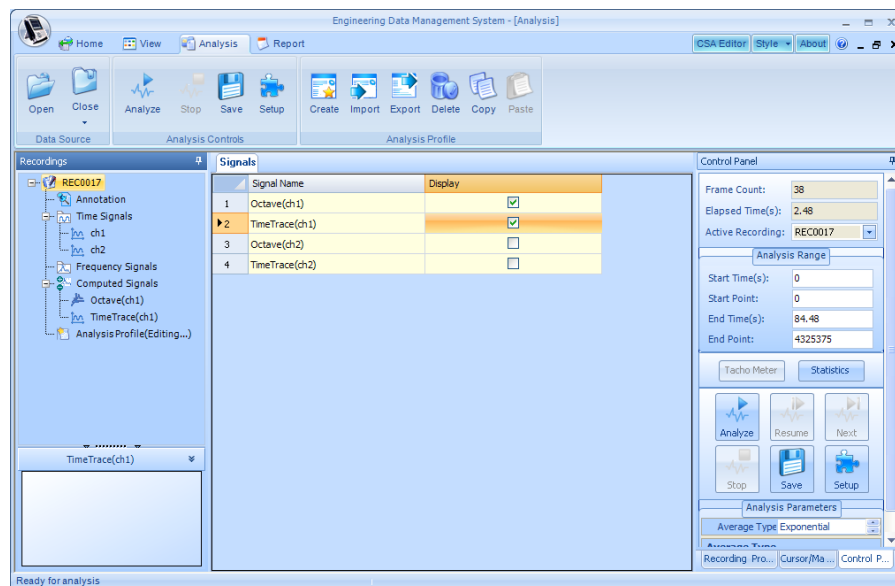 Engineering Data Management System - [Analysis]
Home View Analysis Report CSA Editor Style About
Open Close Analyze Stop Save Setup Create Import Export Delete Copy Paste
Data Source Analysis Controls Analysis Profile
Recordings
REC0017
Annotation
Time Signals
ch1
ch2
Frequency Signals
Computed Signals
Octave(ch1)
TimeTrace(ch1)
AnalysisProfile(Editing...)
TimeTrace(ch1)
Signals
Signal Name Display
1 Octave(ch1)
2 TimeTrace(ch1)
3 Octave(ch2)
4 TimeTrace(ch2)
Control Panel
Frame Count: 38
Elapsed Time(s): 2.48
Active Recording: REC0017
Analysis Range
Start Time(s): 0
Start Point: 0
End Time(s): 84.48
End Point: 4325375
Tacho Meter Statistics
Analyze Resume Next
Stop Save Setup
Analysis Parameters
Average Type Exponential
Average Type
Recording Pro... Cursor/Ma... Control P...
Ready for analysis